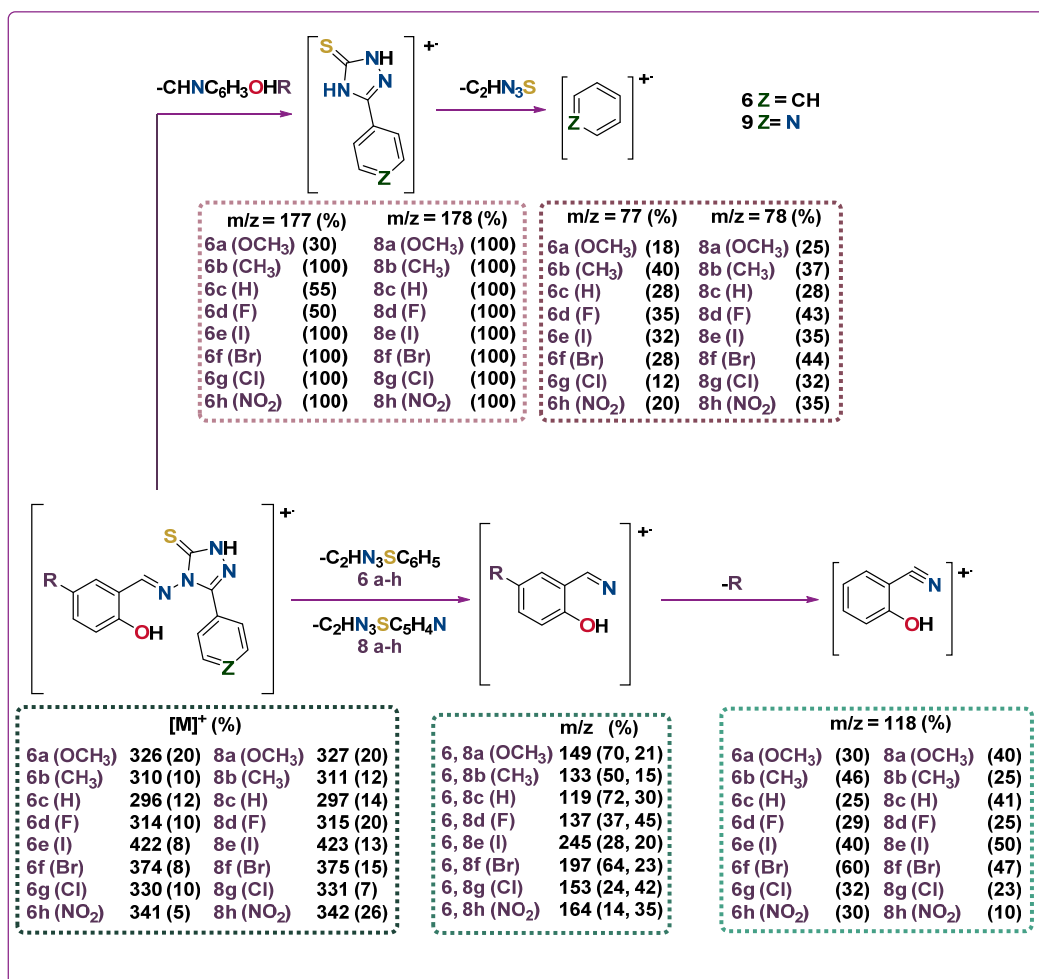 +·
S
NH
N
HN
Z
-CHNC₆H₃OHR
-C₂HN₃S
+·
Z
6 Z = CH
9 Z= N
m/z = 177 (%) m/z = 178 (%)
6a (OCH₃) (30) 8a (OCH₃) (100)
6b (CH₃) (100) 8b (CH₃) (100)
6c (H) (55) 8c (H) (100)
6d (F) (50) 8d (F) (100)
6e (I) (100) 8e (I) (100)
6f (Br) (100) 8f (Br) (100)
6g (Cl) (100) 8g (Cl) (100)
6h (NO₂) (100) 8h (NO₂) (100)
m/z = 77 (%) m/z = 78 (%)
6a (OCH₃) (18) 8a (OCH₃) (25)
6b (CH₃) (40) 8b (CH₃) (37)
6c (H) (28) 8c (H) (28)
6d (F) (35) 8d (F) (43)
6e (I) (32) 8e (I) (35)
6f (Br) (28) 8f (Br) (44)
6g (Cl) (12) 8g (Cl) (32)
6h (NO₂) (20) 8h (NO₂) (35)
+·
S
NH
R
N
N
N
OH
Z
-C₂HN₃SC₆H₅
6 a-h
-C₂HN₃SC₅H₄N
8 a-h
+·
R
N
OH
-R
+·
N
OH
[M]⁺ (%)
6a (OCH₃) 326 (20) 8a (OCH₃) 327 (20)
6b (CH₃) 310 (10) 8b (CH₃) 311 (12)
6c (H) 296 (12) 8c (H) 297 (14)
6d (F) 314 (10) 8d (F) 315 (20)
6e (I) 422 (8) 8e (I) 423 (13)
6f (Br) 374 (8) 8f (Br) 375 (15)
6g (Cl) 330 (10) 8g (Cl) 331 (7)
6h (NO₂) 341 (5) 8h (NO₂) 342 (26)
m/z (%)
6, 8a (OCH₃) 149 (70, 21)
6, 8b (CH₃) 133 (50, 15)
6, 8c (H) 119 (72, 30)
6, 8d (F) 137 (37, 45)
6, 8e (I) 245 (28, 20)
6, 8f (Br) 197 (64, 23)
6, 8g (Cl) 153 (24, 42)
6, 8h (NO₂) 164 (14, 35)
m/z = 118 (%)
6a (OCH₃) (30) 8a (OCH₃) (40)
6b (CH₃) (46) 8b (CH₃) (25)
6c (H) (25) 8c (H) (41)
6d (F) (29) 8d (F) (25)
6e (I) (40) 8e (I) (50)
6f (Br) (60) 8f (Br) (47)
6g (Cl) (32) 8g (Cl) (23)
6h (NO₂) (30) 8h (NO₂) (10)